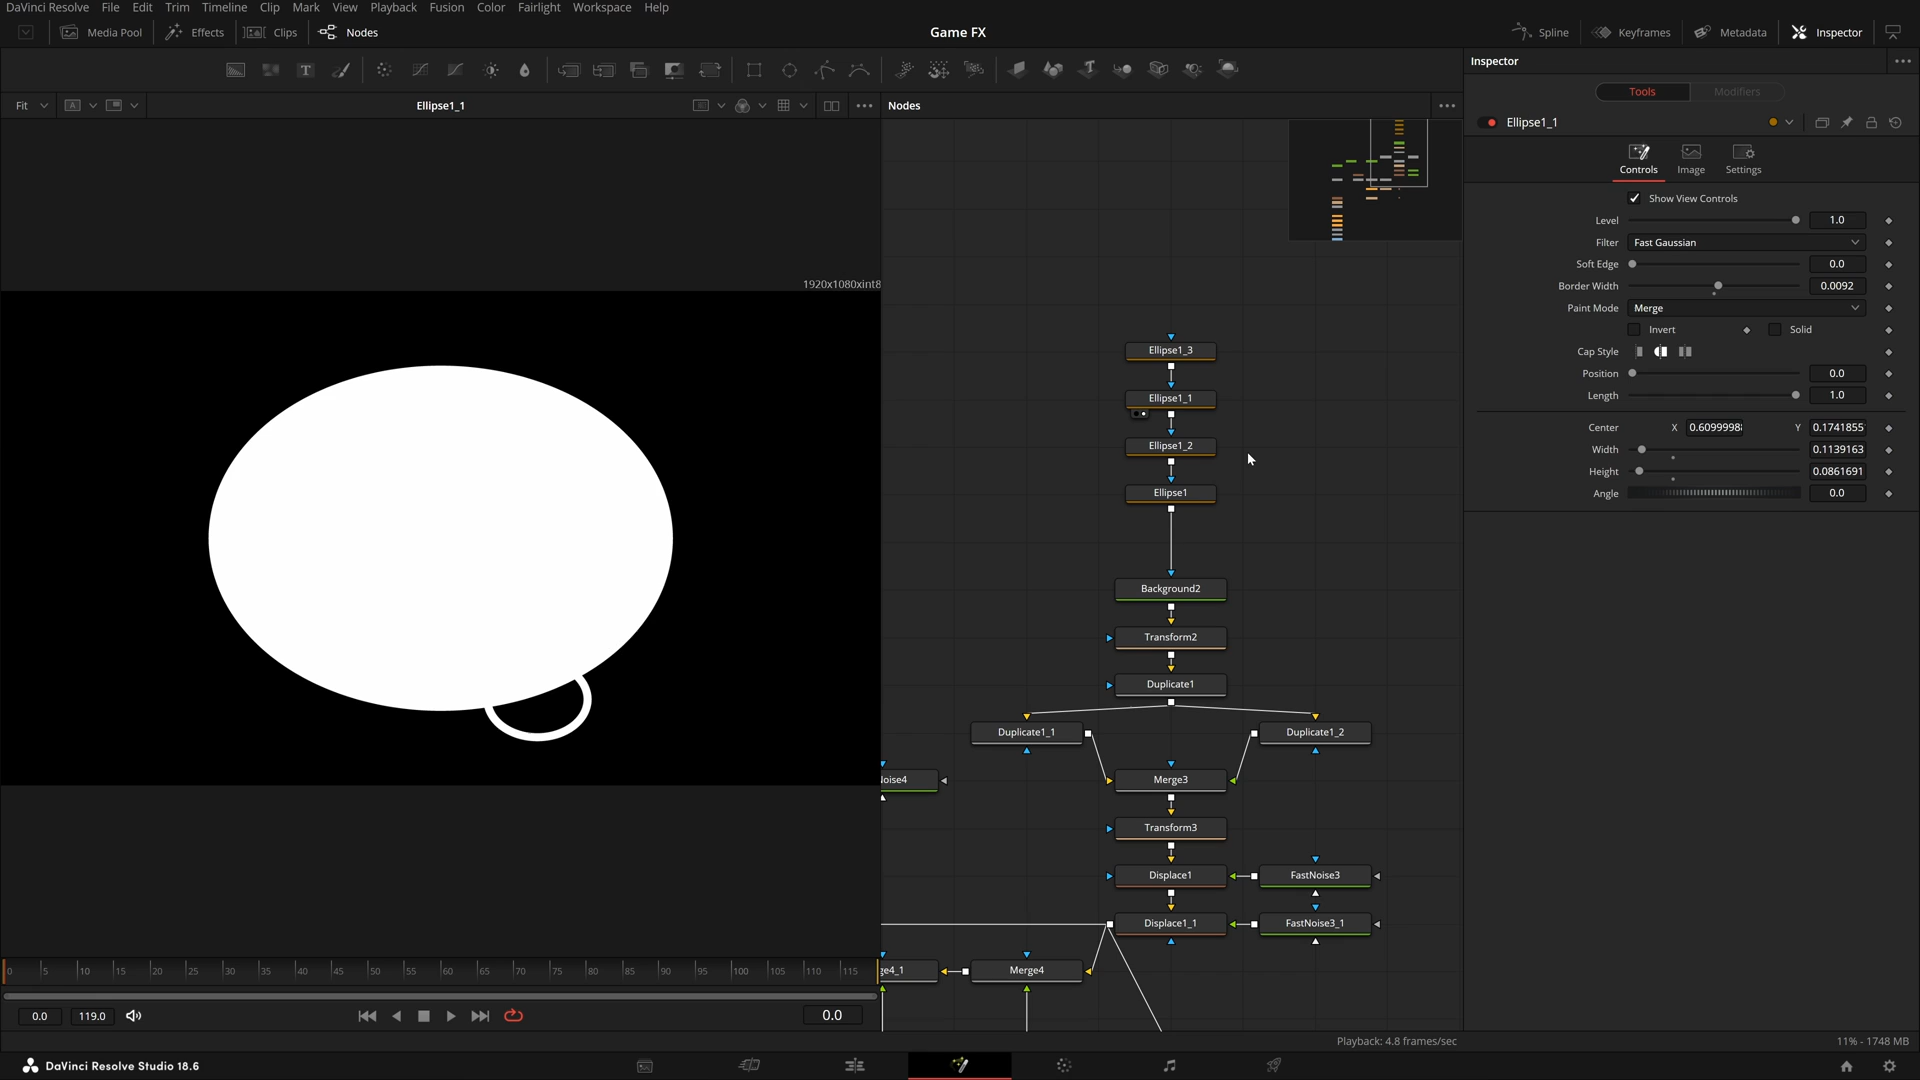 DaVinci Resolve File Edit Trim Timeline Clip Mark View Playback Fusion Color Fairlight Workspace Help
Media Pool Effects Clips Nodes Game FX Spline Keyframes Metadata Inspector
Inspector
Tools Modifiers
Fit A Ellipse1_1 Nodes
Ellipse1_1
Controls Image Settings
Show View Controls
Level 1.0
Filter Fast Gaussian
Soft Edge 0.0
Border Width 0.0092
Paint Mode Merge
Invert Solid
Cap Style
Position 0.0
Length 1.0
Center X 0.6099998 Y 0.1741855
Width 0.1139163
Height 0.0861691
Angle 0.0
1920x1080xint8
Ellipse1_3
Ellipse1_1
Ellipse1_2
Ellipse1
Background2
Transform2
Duplicate1
Duplicate1_1 Duplicate1_2
Noise4 Merge3
Transform3
Displace1 FastNoise3
Displace1_1 FastNoise3_1
ge4_1 Merge4
0 5 10 15 20 25 30 35 40 45 50 55 60 65 70 75 80 85 90 95 100 105 110 115
0.0 119.0 0.0
Playback: 4.8 frames/sec 11% - 1748 MB
DaVinci Resolve Studio 18.6